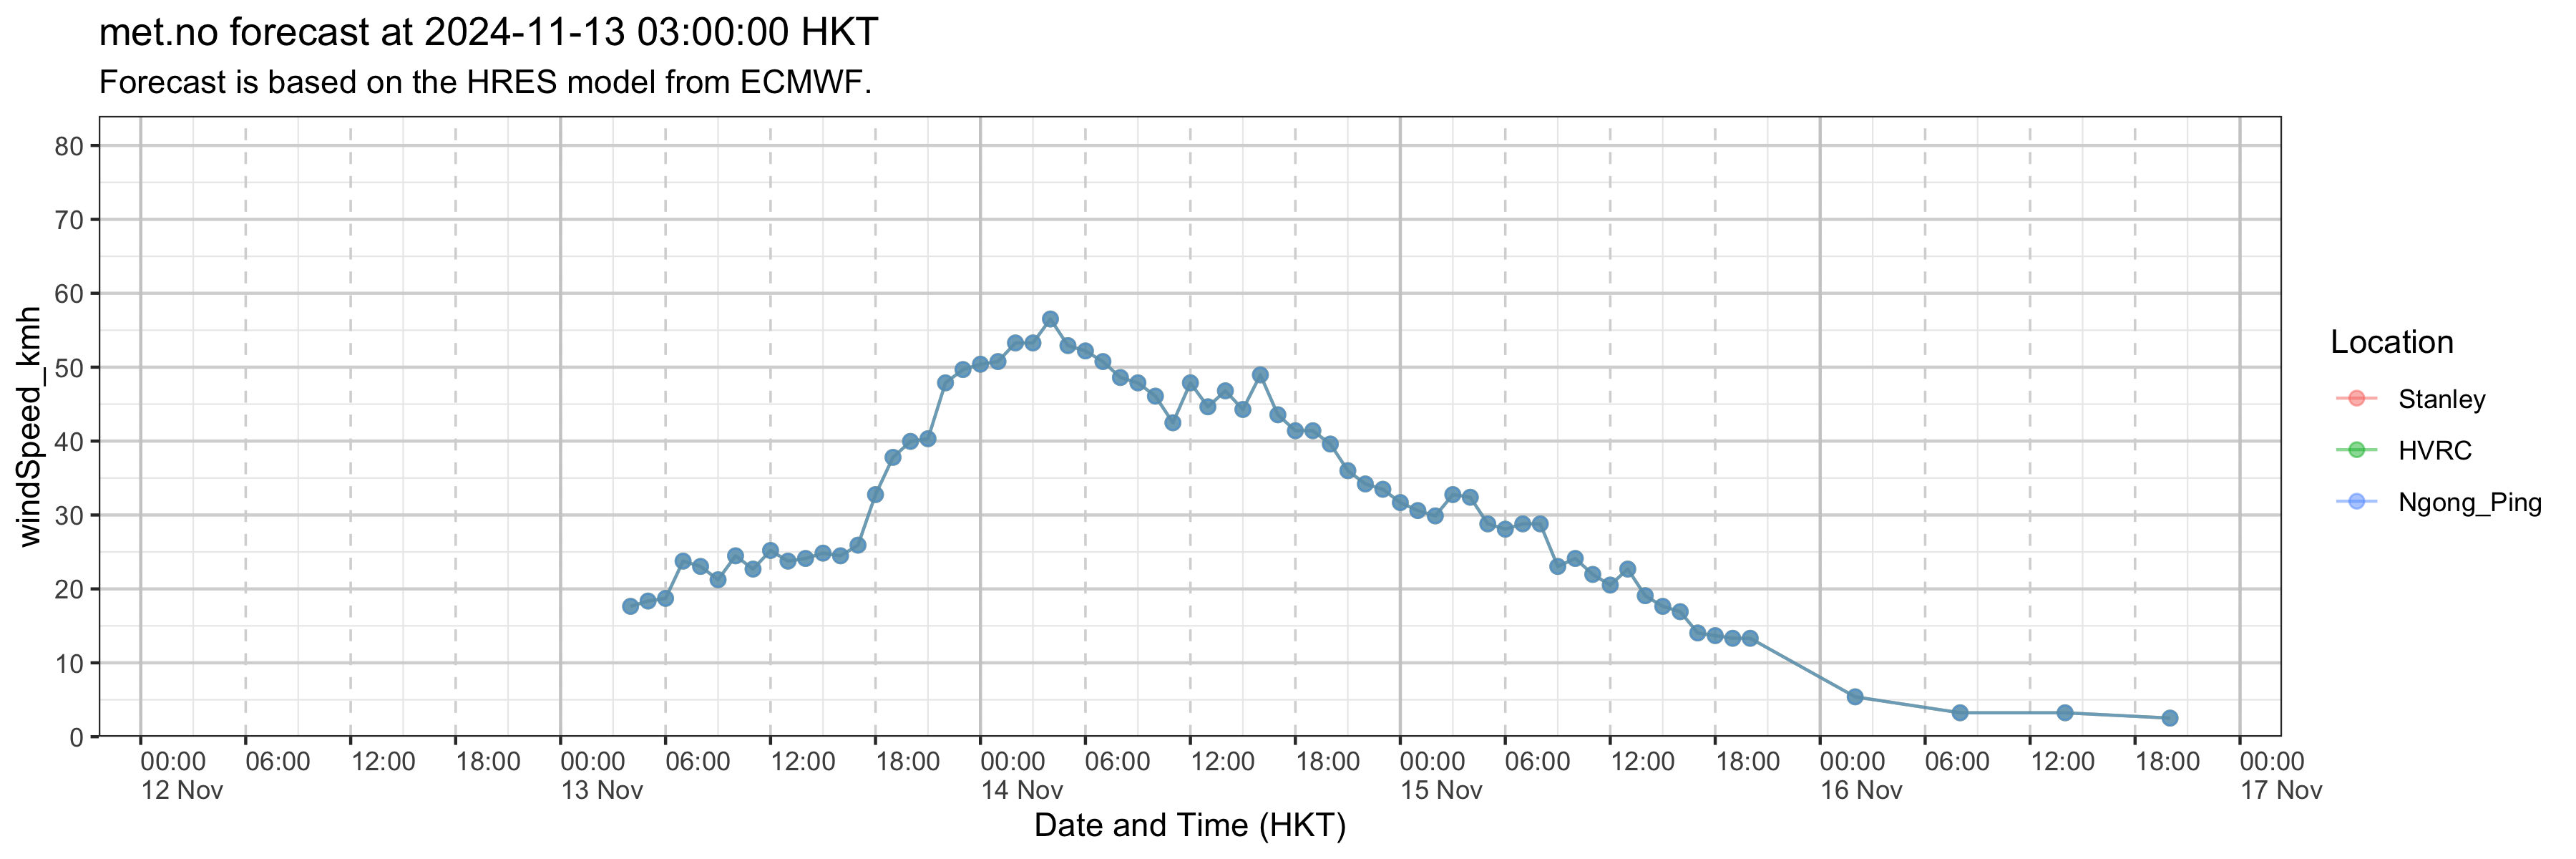 met.no forecast at 2024-11-13 03:00:00 HKT
Forecast is based on the HRES model from ECMWF.
windSpeed_kmh
80
70
60
50
40
30
20
10
0
00:00 06:00 12:00 18:00 00:00 06:00 12:00 18:00 00:00 06:00 12:00 18:00 00:00 06:00 12:00 18:00 00:00 06:00 12:00 18:00 00:00
12 Nov 13 Nov 14 Nov 15 Nov 16 Nov 17 Nov
Date and Time (HKT)
Location
Stanley
HVRC
Ngong_Ping